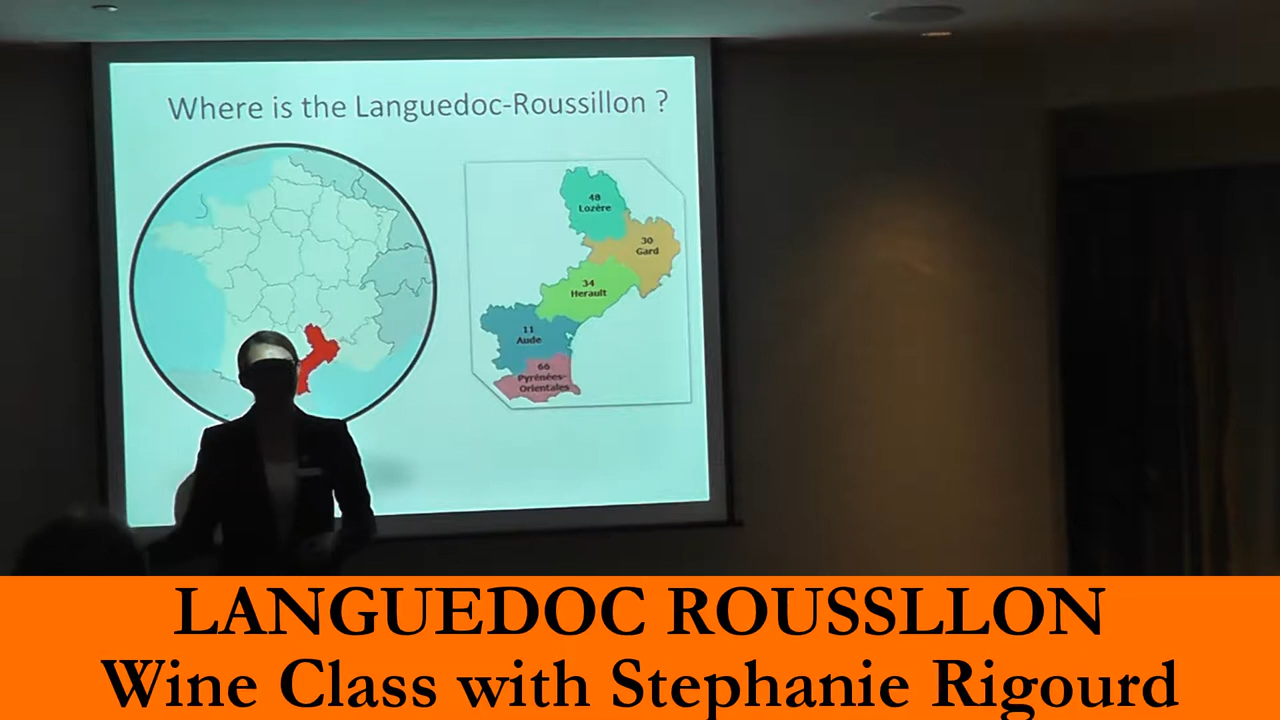 Where is the Languedoc-Roussillon ?
48
Lozère
30
Gard
34
Herault
11
Aude
66
Pyrénées-
Orientales
LANGUEDOC ROUSSLLON
Wine Class with Stephanie Rigourd